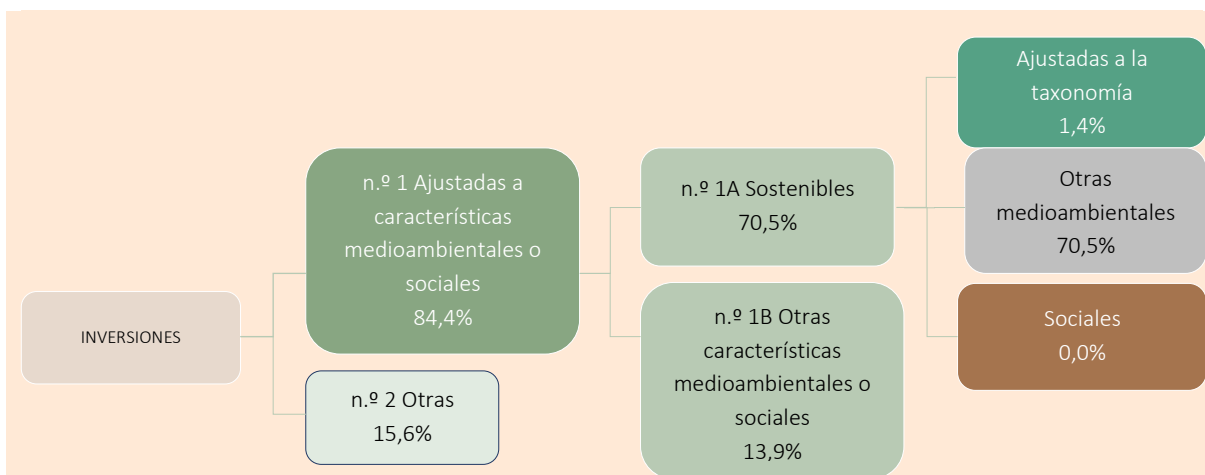 INVERSIONES
n.º 1 Ajustadas a
características
medioambientales o
sociales
84,4%
n.º 2 Otras
15,6%
n.º 1A Sostenibles
70,5%
n.º 1B Otras
características
medioambientales o
sociales
13,9%
Ajustadas a la
taxonomía
1,4%
Otras
medioambientales
70,5%
Sociales
0,0%